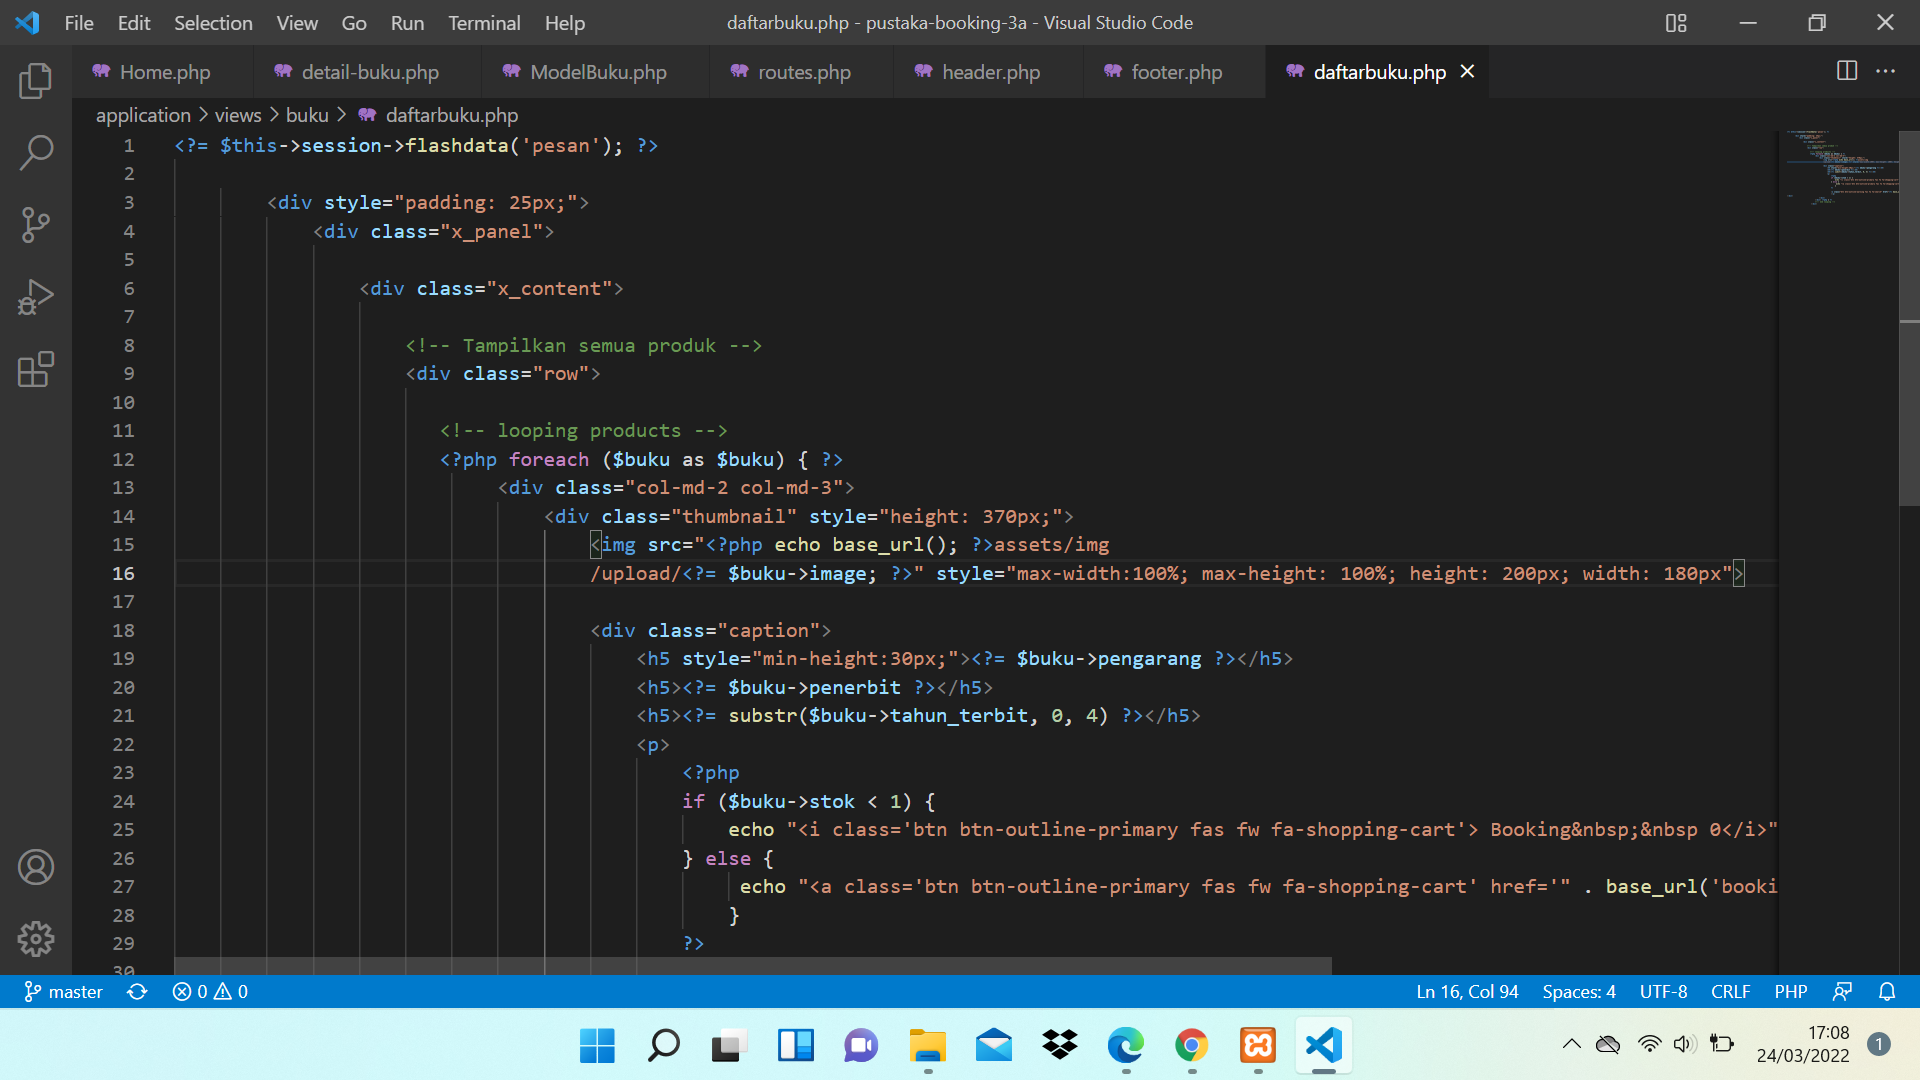 File Edit Selection View Go Run Terminal Help daftarbuku.php - pustaka-booking-3a - Visual Studio Code
Home.php detail-buku.php ModelBuku.php routes.php header.php footer.php daftarbuku.php
application > views > buku > daftarbuku.php
1 <?= $this->session->flashdata('pesan'); ?>
2
3 <div style="padding: 25px;">
4 <div class="x_panel">
5
6 <div class="x_content">
7
8 <!-- Tampilkan semua produk -->
9 <div class="row">
10
11 <!-- looping products -->
12 <?php foreach ($buku as $buku) { ?>
13 <div class="col-md-2 col-md-3">
14 <div class="thumbnail" style="height: 370px;">
15 <img src="<?php echo base_url(); ?>assets/img
16 /upload/<?= $buku->image; ?>" style="max-width:100%; max-height: 100%; height: 200px; width: 180px">
17
18 <div class="caption">
19 <h5 style="min-height:30px;"><?= $buku->pengarang ?></h5>
20 <h5><?= $buku->penerbit ?></h5>
21 <h5><?= substr($buku->tahun_terbit, 0, 4) ?></h5>
22 <p>
23 <?php
24 if ($buku->stok < 1) {
25 echo "<i class='btn btn-outline-primary fas fw fa-shopping-cart'> Booking&nbsp;&nbsp 0</i>"
26 } else {
27 echo "<a class='btn btn-outline-primary fas fw fa-shopping-cart' href='" . base_url('booki
28 }
29 ?>
30
master 0 0 Ln 16, Col 94 Spaces: 4 UTF-8 CRLF PHP
17:08
24/03/2022 1